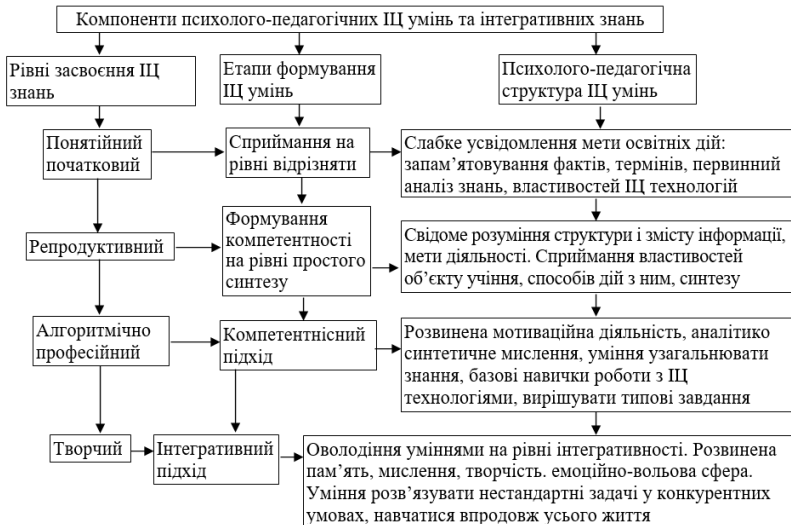 Компоненти психолого-педагогічних ІЦ умінь та інтегративних знань
Рівні засвоєння ІЦ
знань
Етапи формування
ІЦ умінь
Психолого-педагогічна
структура ІЦ умінь
Понятійний
початковий
Сприймання на
рівні відрізняти
Слабке усвідомлення мети освітніх дій:
запам’ятовування фактів, термінів, первинний
аналіз знань, властивостей ІЦ технологій
Репродуктивний
Формування
компетентності
на рівні простого
синтезу
Свідоме розуміння структури і змісту інформації,
мети діяльності. Сприймання властивостей
об’єкту учіння, способів дій з ним, синтезу
Алгоритмічно
професійний
Компетентнісний
підхід
Розвинена мотиваційна діяльність, аналітико
синтетичне мислення, уміння узагальнювати
знання, базові навички роботи з ІЦ
технологіями, вирішувати типові завдання
Творчий
Інтегративний
підхід
Оволодіння уміннями на рівні інтегративності. Розвинена
пам’ять, мислення, творчість. емоційно-вольова сфера.
Уміння розв’язувати нестандартні задачі у конкурентних
умовах, навчатися впродовж усього життя